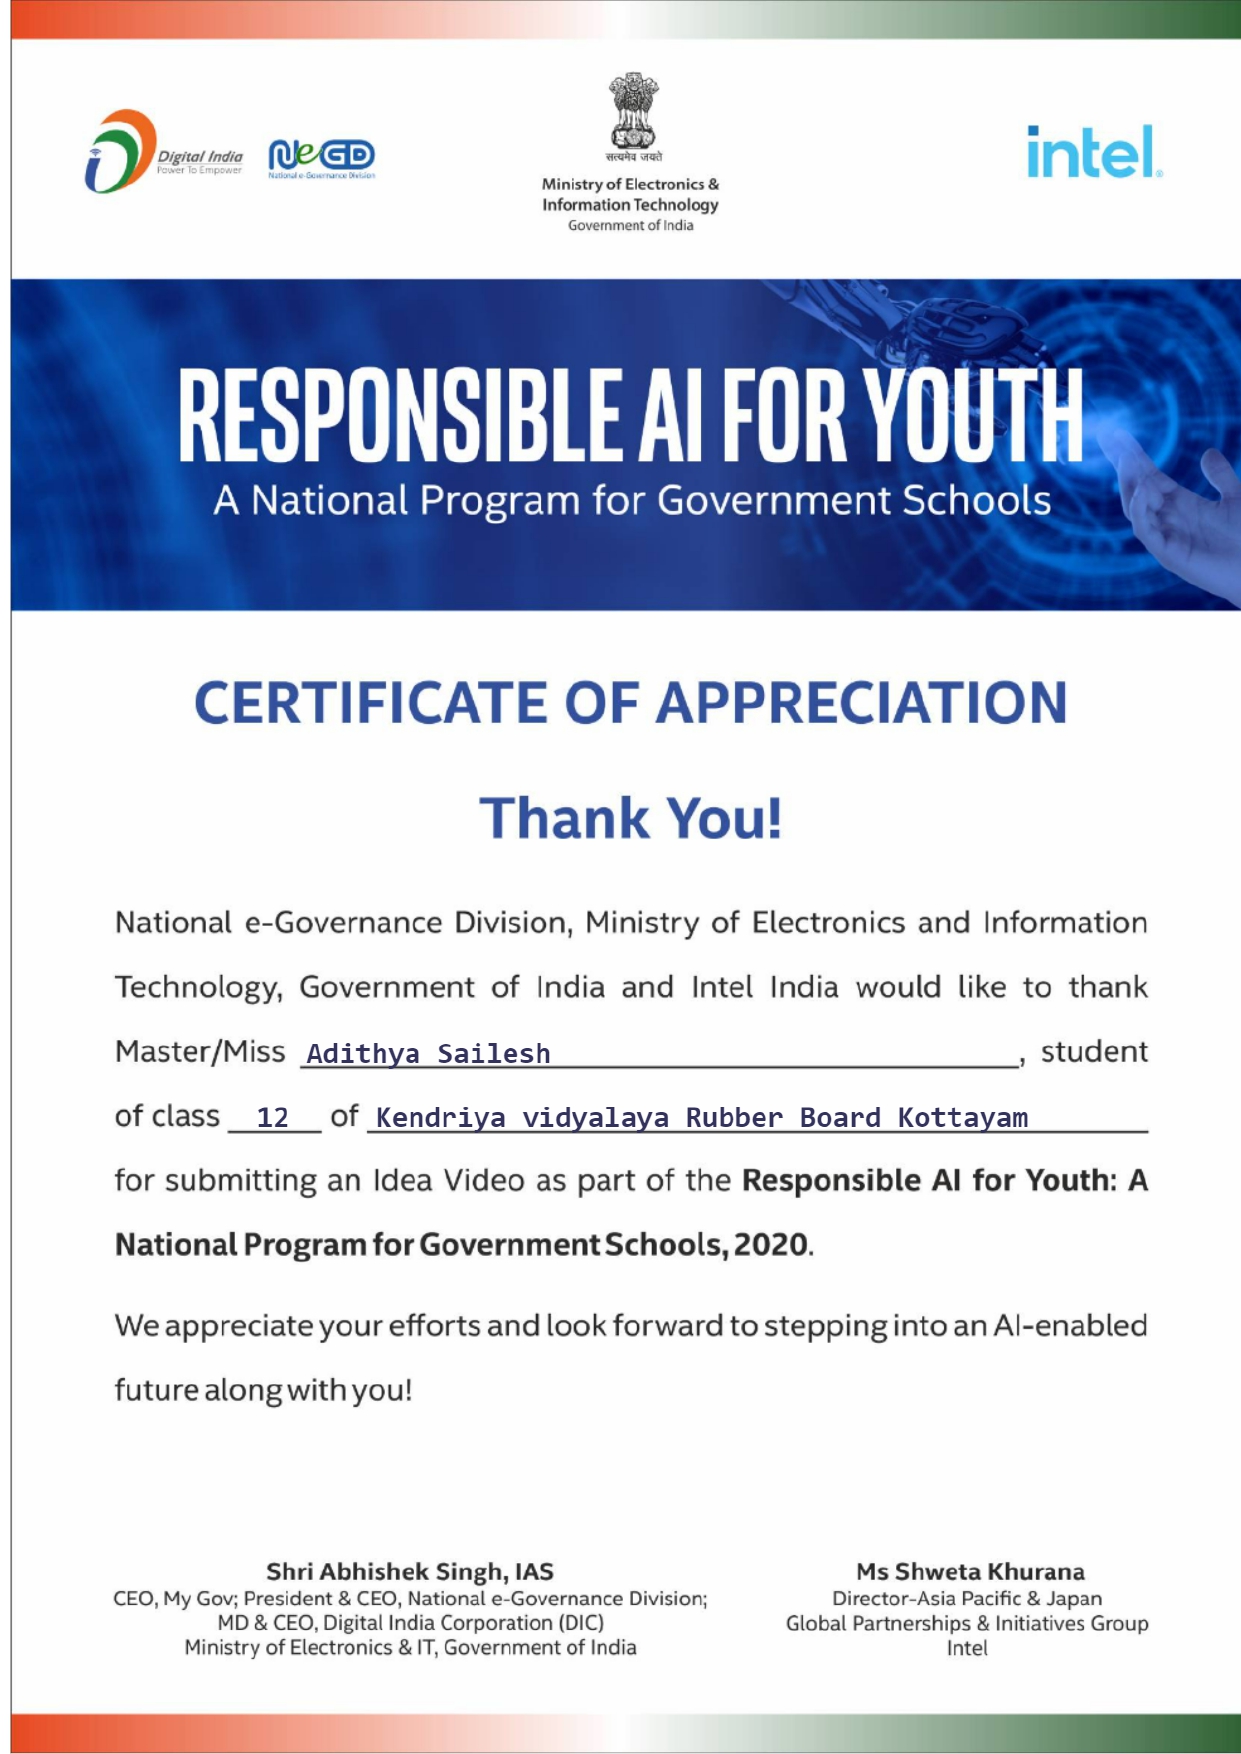 Digital India
Power To Empower
NeGD
National e-Governance Division
सत्यमेव जयते
Ministry of Electronics &
Information Technology
Government of India
intel®
RESPONSIBLE AI FOR YOUTH
A National Program for Government Schools
CERTIFICATE OF APPRECIATION
Thank You!
National e-Governance Division, Ministry of Electronics and Information
Technology, Government of India and Intel India would like to thank
Master/Miss Adithya Sailesh, student
of class 12 of Kendriya vidyalaya Rubber Board Kottayam
for submitting an Idea Video as part of the Responsible AI for Youth: A
National Program for Government Schools, 2020.
We appreciate your efforts and look forward to stepping into an AI-enabled
future along with you!
Shri Abhishek Singh, IAS
CEO, My Gov; President & CEO, National e-Governance Division;
MD & CEO, Digital India Corporation (DIC)
Ministry of Electronics & IT, Government of India
Ms Shweta Khurana
Director-Asia Pacific & Japan
Global Partnerships & Initiatives Group
Intel